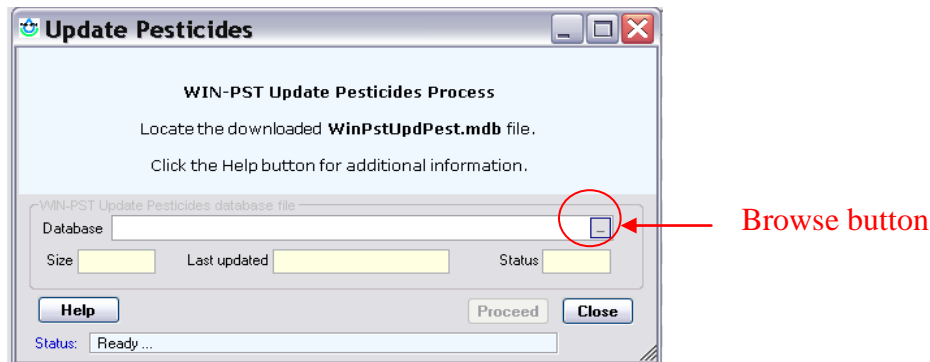 Update Pesticides
WIN-PST Update Pesticides Process
Locate the downloaded WinPstUpdPest.mdb file.
Click the Help button for additional information.
WIN-PST Update Pesticides database file
Database
...
Browse button
Size
Last updated
Status
Help
Proceed
Close
Status: Ready ...